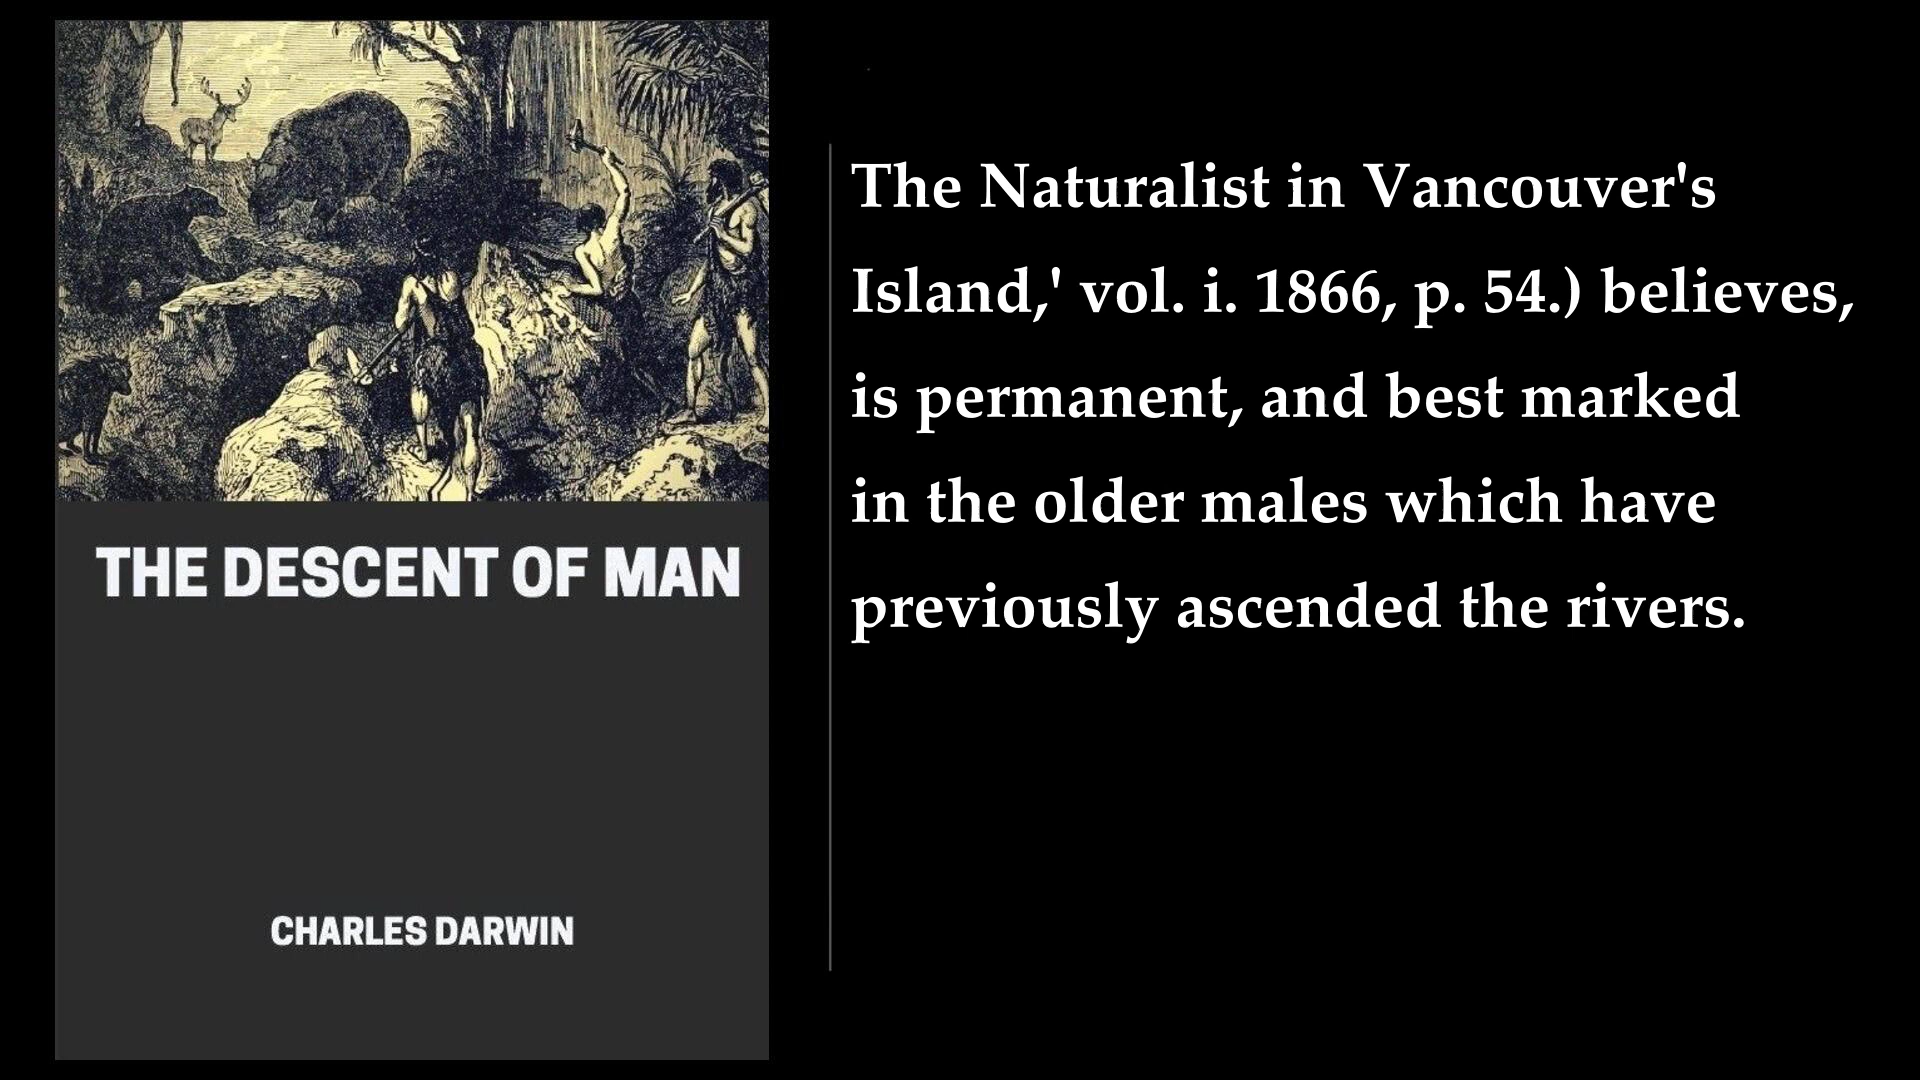 THE DESCENT OF MAN
CHARLES DARWIN
The Naturalist in Vancouver's
Island,' vol. i. 1866, p. 54.) believes,
is permanent, and best marked
in the older males which have
previously ascended the rivers.